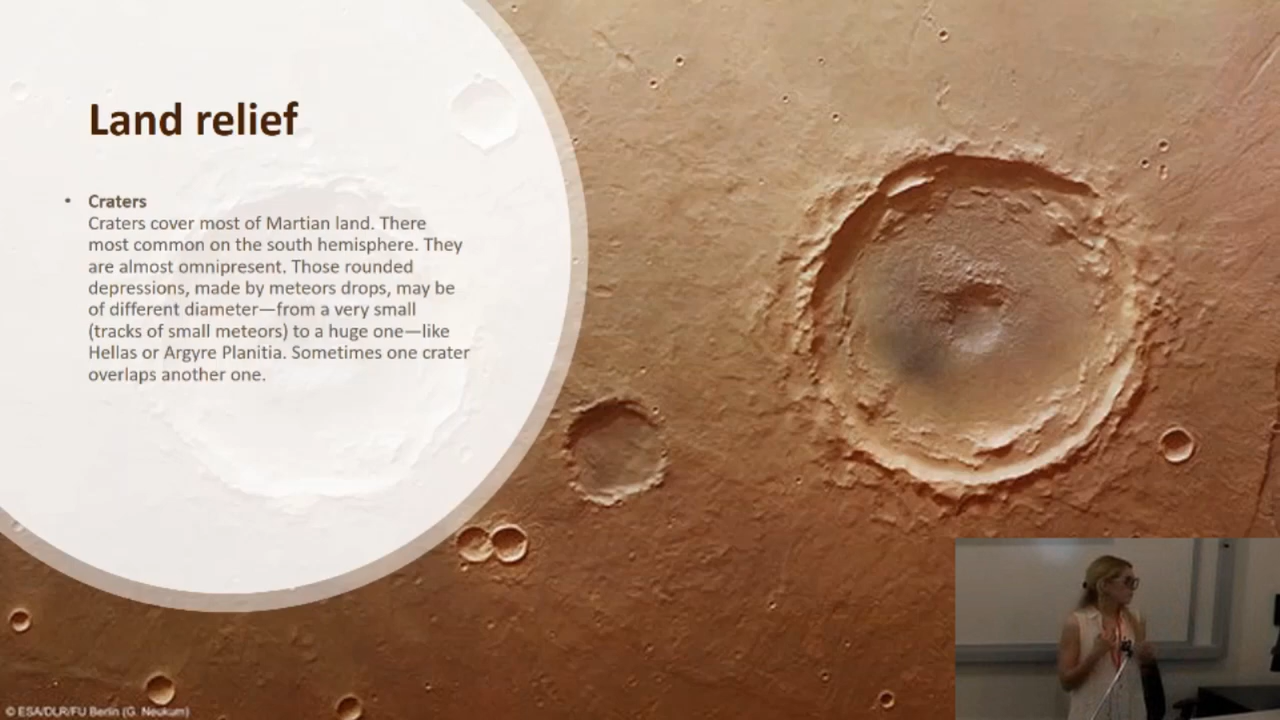 Land relief
• Craters
Craters cover most of Martian land. There
most common on the south hemisphere. They
are almost omnipresent. Those rounded
depressions, made by meteors drops, may be
of different diameter—from a very small
(tracks of small meteors) to a huge one—like
Hellas or Argyre Planitia. Sometimes one crater
overlaps another one.
© ESA/DLR/FU Berlin (G. Neukum)